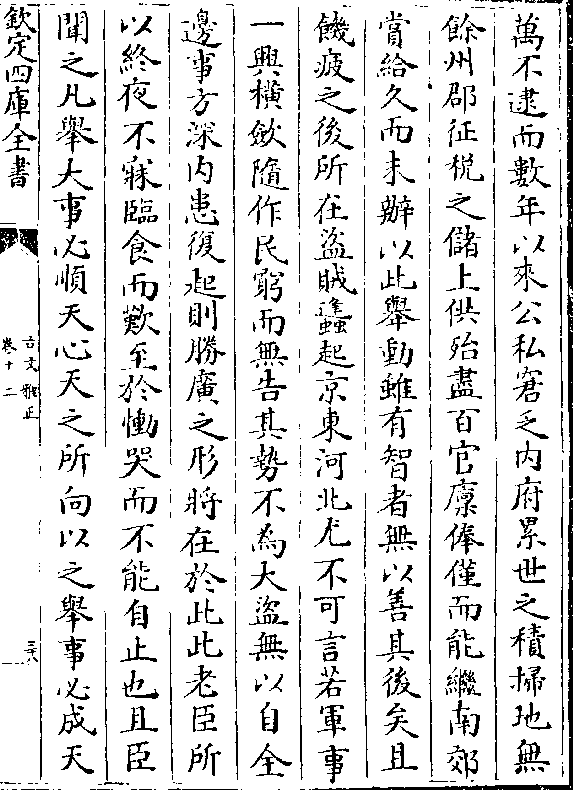 萬不逮而數年以來公私窘乏内府累世之積掃地無
餘州郡征税之儲上供殆盡百官廩俸僅而能繼南郊
賞給久而未辦以此舉動雖有智者無以善其後矣且
饑疲之後所在盜賊蠭起京東河北尤不可言若軍事
一興横斂隨作民窮而無告其勢不為大盜無以自全
邊事方深内患復起則勝廣之形將在於此此老臣所
以終夜不寐臨食而歎至於慟哭而不能自止也且臣
聞之凡舉大事必順天心天之所向以之舉事必成天
欽定四庫全書
古文雅正
卷十二
三六